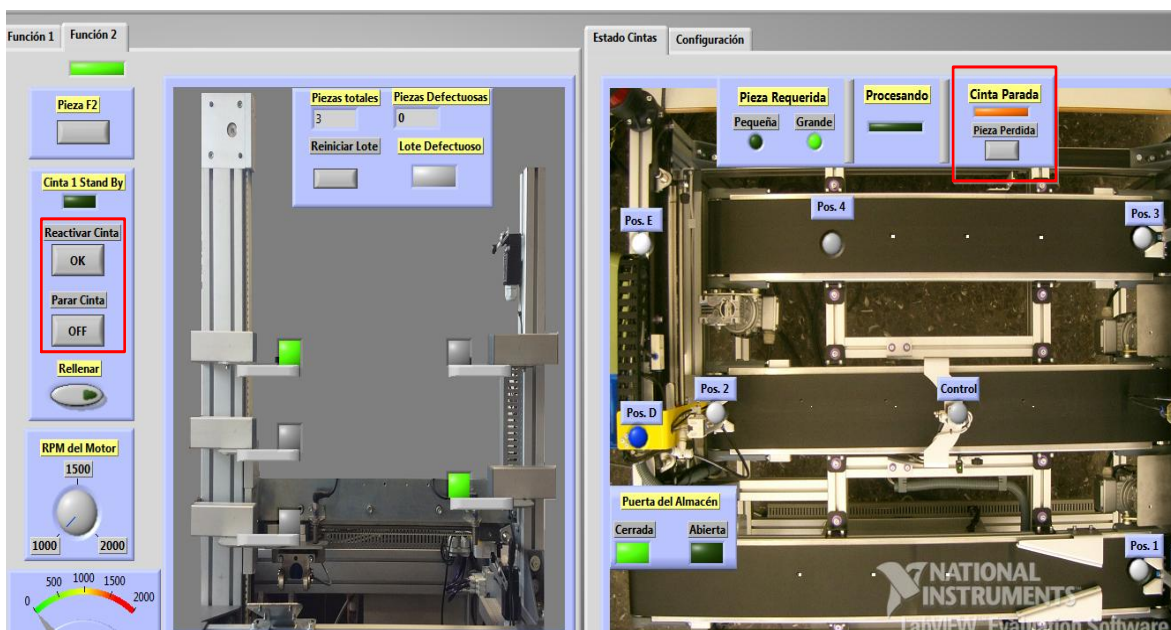 Función 1
Función 2
Pieza F2
Cinta 1 Stand By
Reactivar Cinta
OK
Parar Cinta
OFF
Rellenar
RPM del Motor
1500
1000
2000
0
500
1000
1500
2000
Piezas totales
Piezas Defectuosas
3
0
Reiniciar Lote
Lote Defectuoso
Estado Cintas
Configuración
Pieza Requerida
Pequeña
Grande
Procesando
Cinta Parada
Pieza Perdida
Pos. E
Pos. 4
Pos. 3
Pos. 2
Control
Pos. D
Puerta del Almacén
Cerrada
Abierta
Pos. 1
NATIONAL
INSTRUMENTS
LabVIEW Evaluation Software